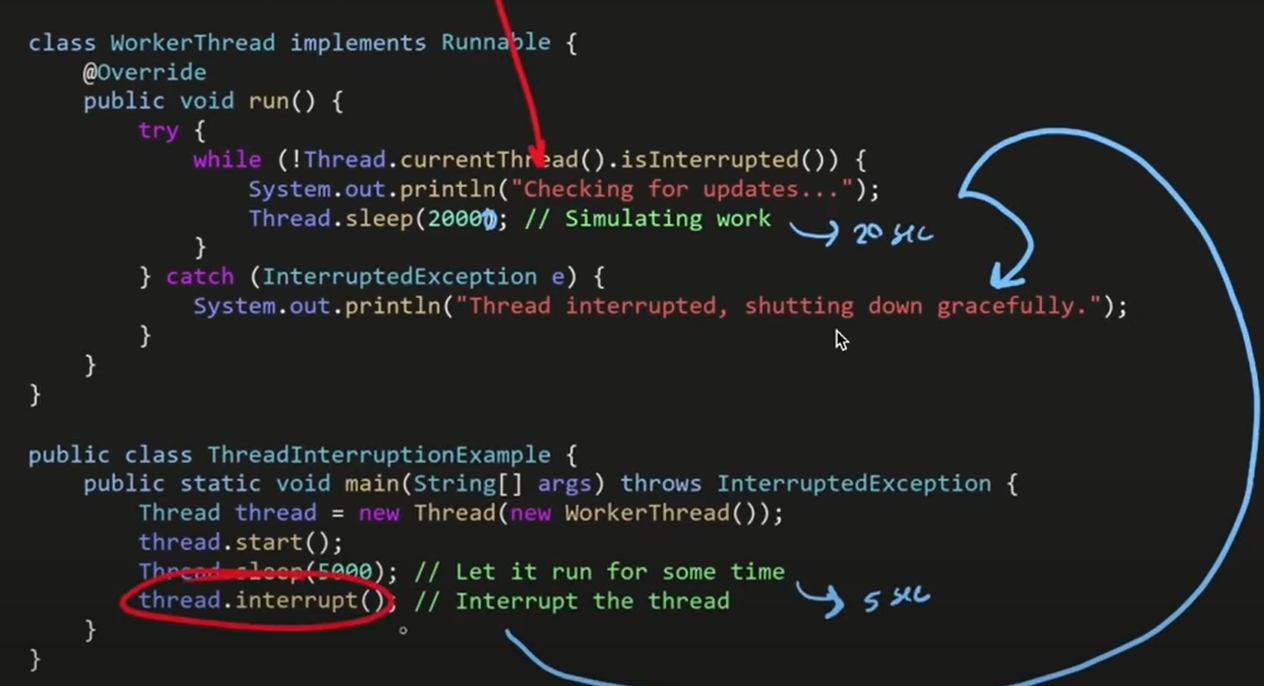 class WorkerThread implements Runnable {
@Override
public void run() {
try {
while (!Thread.currentThread().isInterrupted()) {
System.out.println("Checking for updates...");
Thread.sleep(20000); // Simulating work → 20 sec
}
} catch (InterruptedException e) {
System.out.println("Thread interrupted, shutting down gracefully.");
}
}
}
public class ThreadInterruptionExample {
public static void main(String[] args) throws InterruptedException {
Thread thread = new Thread(new WorkerThread());
thread.start();
Thread.sleep(5000); // Let it run for some time
thread.interrupt(); // Interrupt the thread → 5 sec
}
}